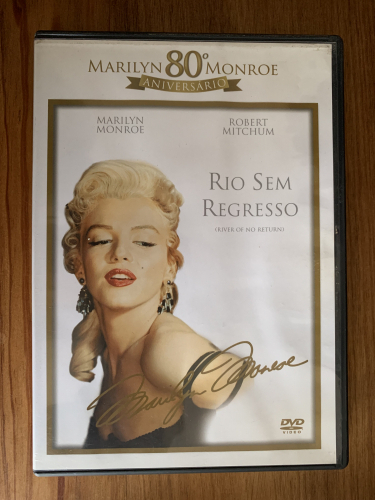 MARILYN 80º MONROE
ANIVERSÁRIO
MARILYN MONROE
ROBERT MITCHUM
RIO SEM
REGRESSO
(RIVER OF NO RETURN)
Marilyn Monroe
DVD
VIDEO